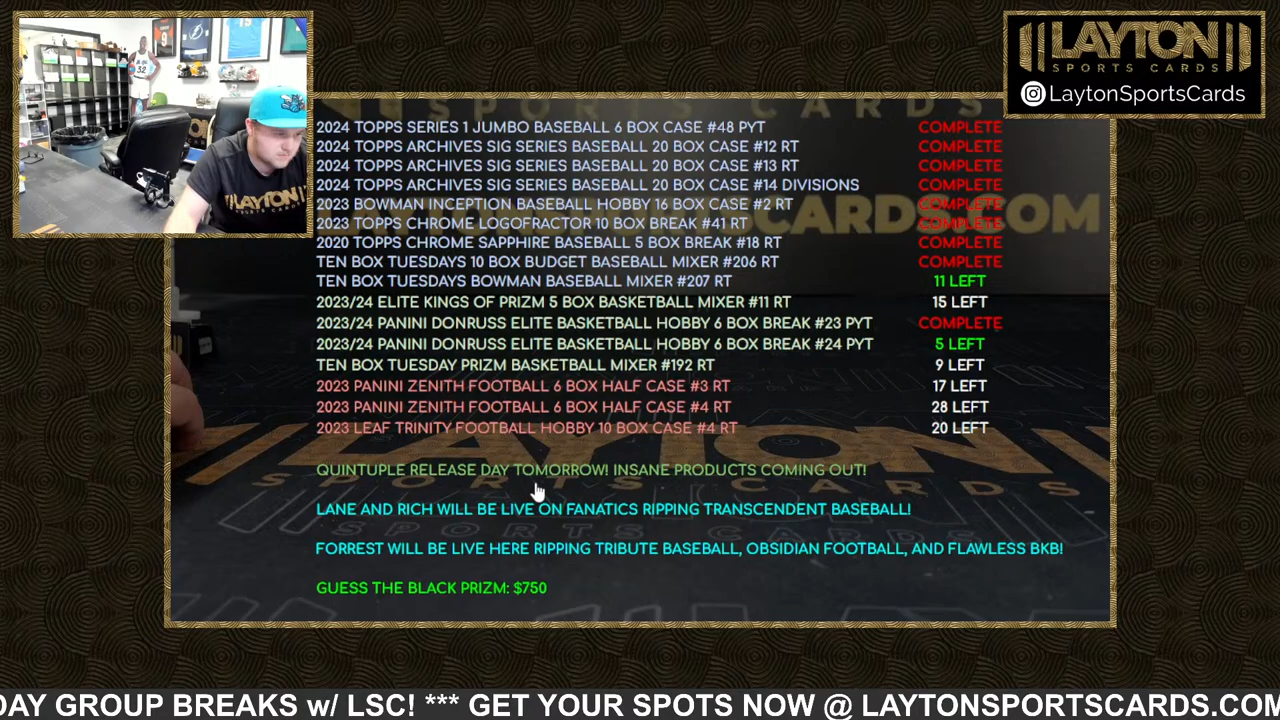 LAYTON
SPORTS CARDS
LaytonSportsCards
2024 TOPPS SERIES 1 JUMBO BASEBALL 6 BOX CASE #48 PYT COMPLETE
2024 TOPPS ARCHIVES SIG SERIES BASEBALL 20 BOX CASE #12 RT COMPLETE
2024 TOPPS ARCHIVES SIG SERIES BASEBALL 20 BOX CASE #13 RT COMPLETE
2024 TOPPS ARCHIVES SIG SERIES BASEBALL 20 BOX CASE #14 DIVISIONS COMPLETE
2023 BOWMAN INCEPTION BASEBALL HOBBY 16 BOX CASE #2 RT COMPLETE
2023 TOPPS CHROME LOGOFRACTOR 10 BOX BREAK #41 RT COMPLETE
2020 TOPPS CHROME SAPPHIRE BASEBALL 5 BOX BREAK #18 RT COMPLETE
TEN BOX TUESDAYS 10 BOX BUDGET BASEBALL MIXER #206 RT COMPLETE
TEN BOX TUESDAYS BOWMAN BASEBALL MIXER #207 RT 11 LEFT
2023/24 ELITE KINGS OF PRIZM 5 BOX BASKETBALL MIXER #11 RT 15 LEFT
2023/24 PANINI DONRUSS ELITE BASKETBALL HOBBY 6 BOX BREAK #23 PYT COMPLETE
2023/24 PANINI DONRUSS ELITE BASKETBALL HOBBY 6 BOX BREAK #24 PYT 5 LEFT
TEN BOX TUESDAY PRIZM BASKETBALL MIXER #192 RT 9 LEFT
2023 PANINI ZENITH FOOTBALL 6 BOX HALF CASE #3 RT 17 LEFT
2023 PANINI ZENITH FOOTBALL 6 BOX HALF CASE #4 RT 28 LEFT
2023 LEAF TRINITY FOOTBALL HOBBY 10 BOX CASE #4 RT 20 LEFT
QUINTUPLE RELEASE DAY TOMORROW! INSANE PRODUCTS COMING OUT!
LANE AND RICH WILL BE LIVE ON FANATICS RIPPING TRANSCENDENT BASEBALL!
FORREST WILL BE LIVE HERE RIPPING TRIBUTE BASEBALL, OBSIDIAN FOOTBALL, AND FLAWLESS BKB!
GUESS THE BLACK PRIZM: $750
DAY GROUP BREAKS w/ LSC! *** GET YOUR SPOTS NOW @ LAYTONSPORTSCARDS.COM